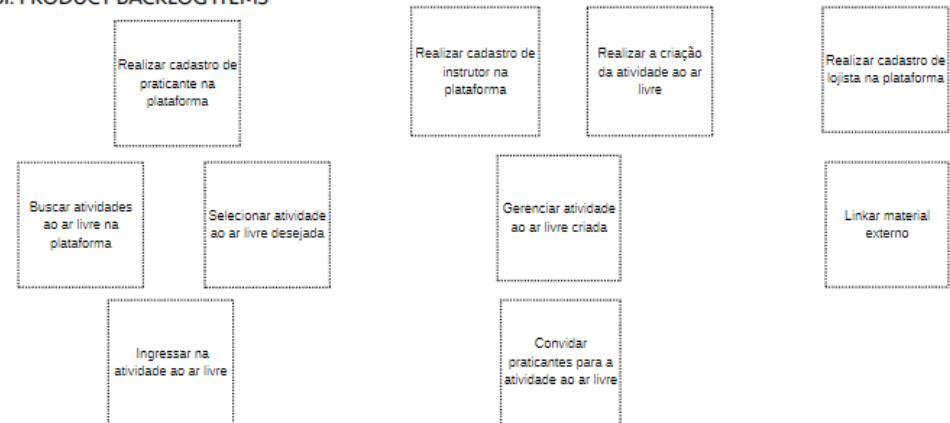 PRODUCT BACKLOG ITEMS
Realizar cadastro de
praticante na
plataforma
Buscar atividades
ao ar livre na
plataforma
Selecionar atividade
ao ar livre desejada
Ingressar na
atividade ao ar livre
Realizar cadastro de
instrutor na
plataforma
Realizar a criação
da atividade ao ar
livre
Gerenciar atividade
ao ar livre criada
Convidar
praticantes para a
atividade ao ar livre
Realizar cadastro de
lojista na plataforma
Linkar material
externo